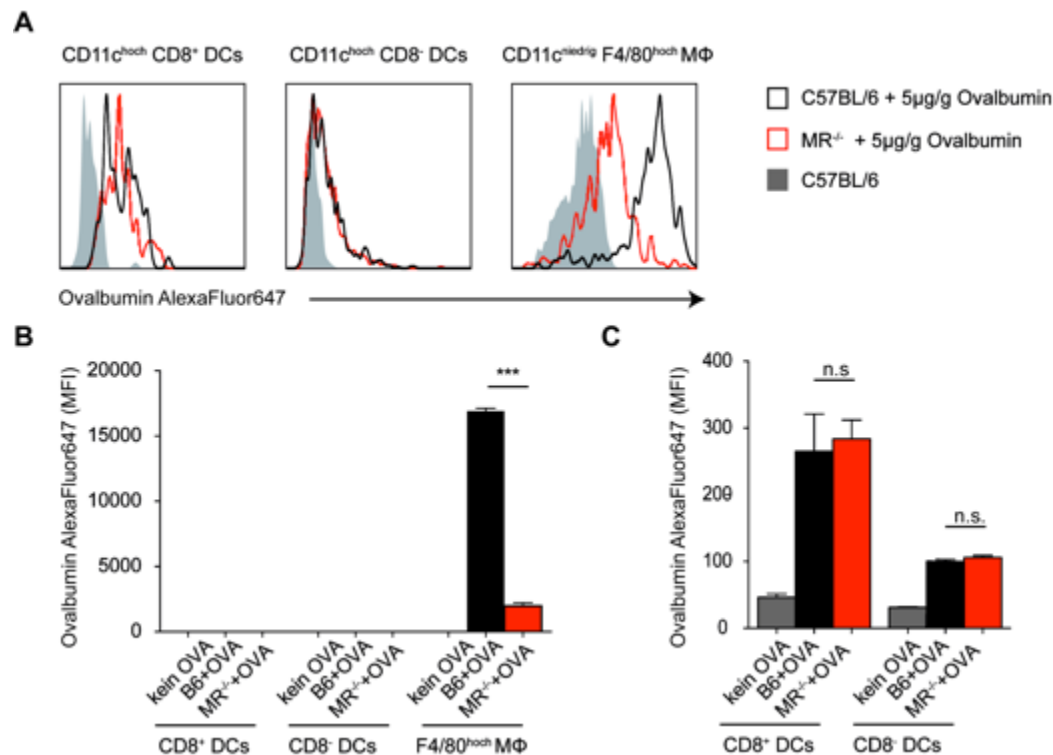 A
CD11c^hoch CD8⁺ DCs
CD11c^hoch CD8⁻ DCs
CD11c^niedrig F4/80^hoch MΦ
C57BL/6 + 5µg/g Ovalbumin
MR⁻/⁻ + 5µg/g Ovalbumin
C57BL/6
Ovalbumin AlexaFluor647
B
Ovalbumin AlexaFluor647 (MFI)
20000
15000
10000
5000
0
***
kein OVA
B6+OVA
MR⁻/⁻+OVA
kein OVA
B6+OVA
MR⁻/⁻+OVA
kein OVA
B6+OVA
MR⁻/⁻+OVA
CD8⁺ DCs
CD8⁻ DCs
F4/80^hoch MΦ
C
Ovalbumin AlexaFluor647 (MFI)
400
300
200
100
0
n.s
n.s.
kein OVA
B6+OVA
MR⁻/⁻+OVA
kein OVA
B6+OVA
MR⁻/⁻+OVA
CD8⁺ DCs
CD8⁻ DCs